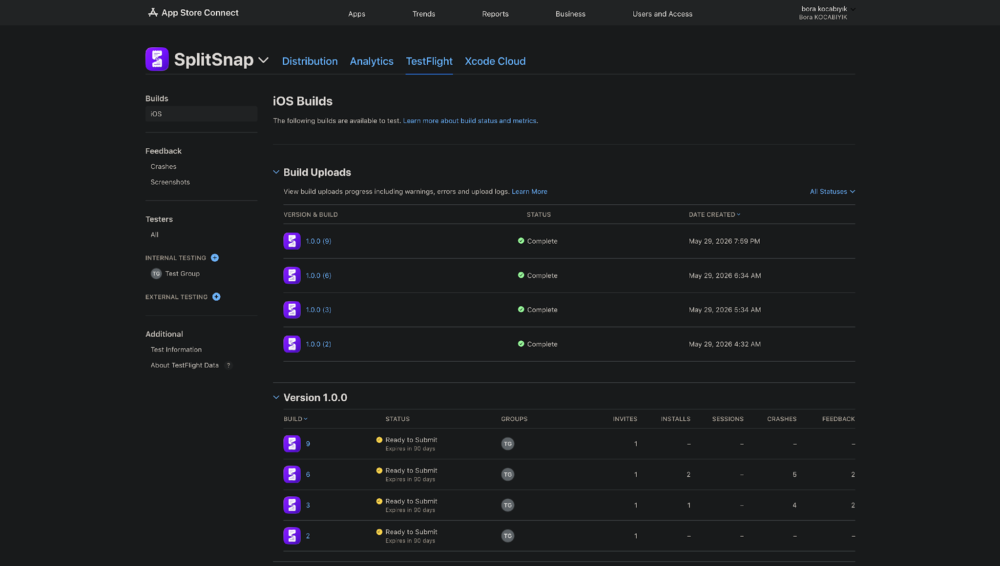 App Store Connect
Apps
Trends
Reports
Business
Users and Access
bora kocabıyık
Bora KOCABIYIK
SplitSnap
Distribution
Analytics
TestFlight
Xcode Cloud
Builds
iOS
Feedback
Crashes
Screenshots
Testers
All
INTERNAL TESTING
TG Test Group
EXTERNAL TESTING
Additional
Test Information
About TestFlight Data ?
iOS Builds
The following builds are available to test. Learn more about build status and metrics.
Build Uploads
View build uploads progress including warnings, errors and upload logs. Learn More
All Statuses
VERSION & BUILD STATUS DATE CREATED
1.0.0 (9) Complete May 29, 2026 7:59 PM
1.0.0 (6) Complete May 29, 2026 6:34 AM
1.0.0 (3) Complete May 29, 2026 5:34 AM
1.0.0 (2) Complete May 29, 2026 4:32 AM
Version 1.0.0
BUILD STATUS GROUPS INVITES INSTALLS SESSIONS CRASHES FEEDBACK
9 Ready to Submit TG 1 – – – –
Expires in 90 days
6 Ready to Submit TG 1 2 – 5 2
Expires in 90 days
3 Ready to Submit TG 1 1 – 4 2
Expires in 90 days
2 Ready to Submit TG 1 – – – –
Expires in 90 days